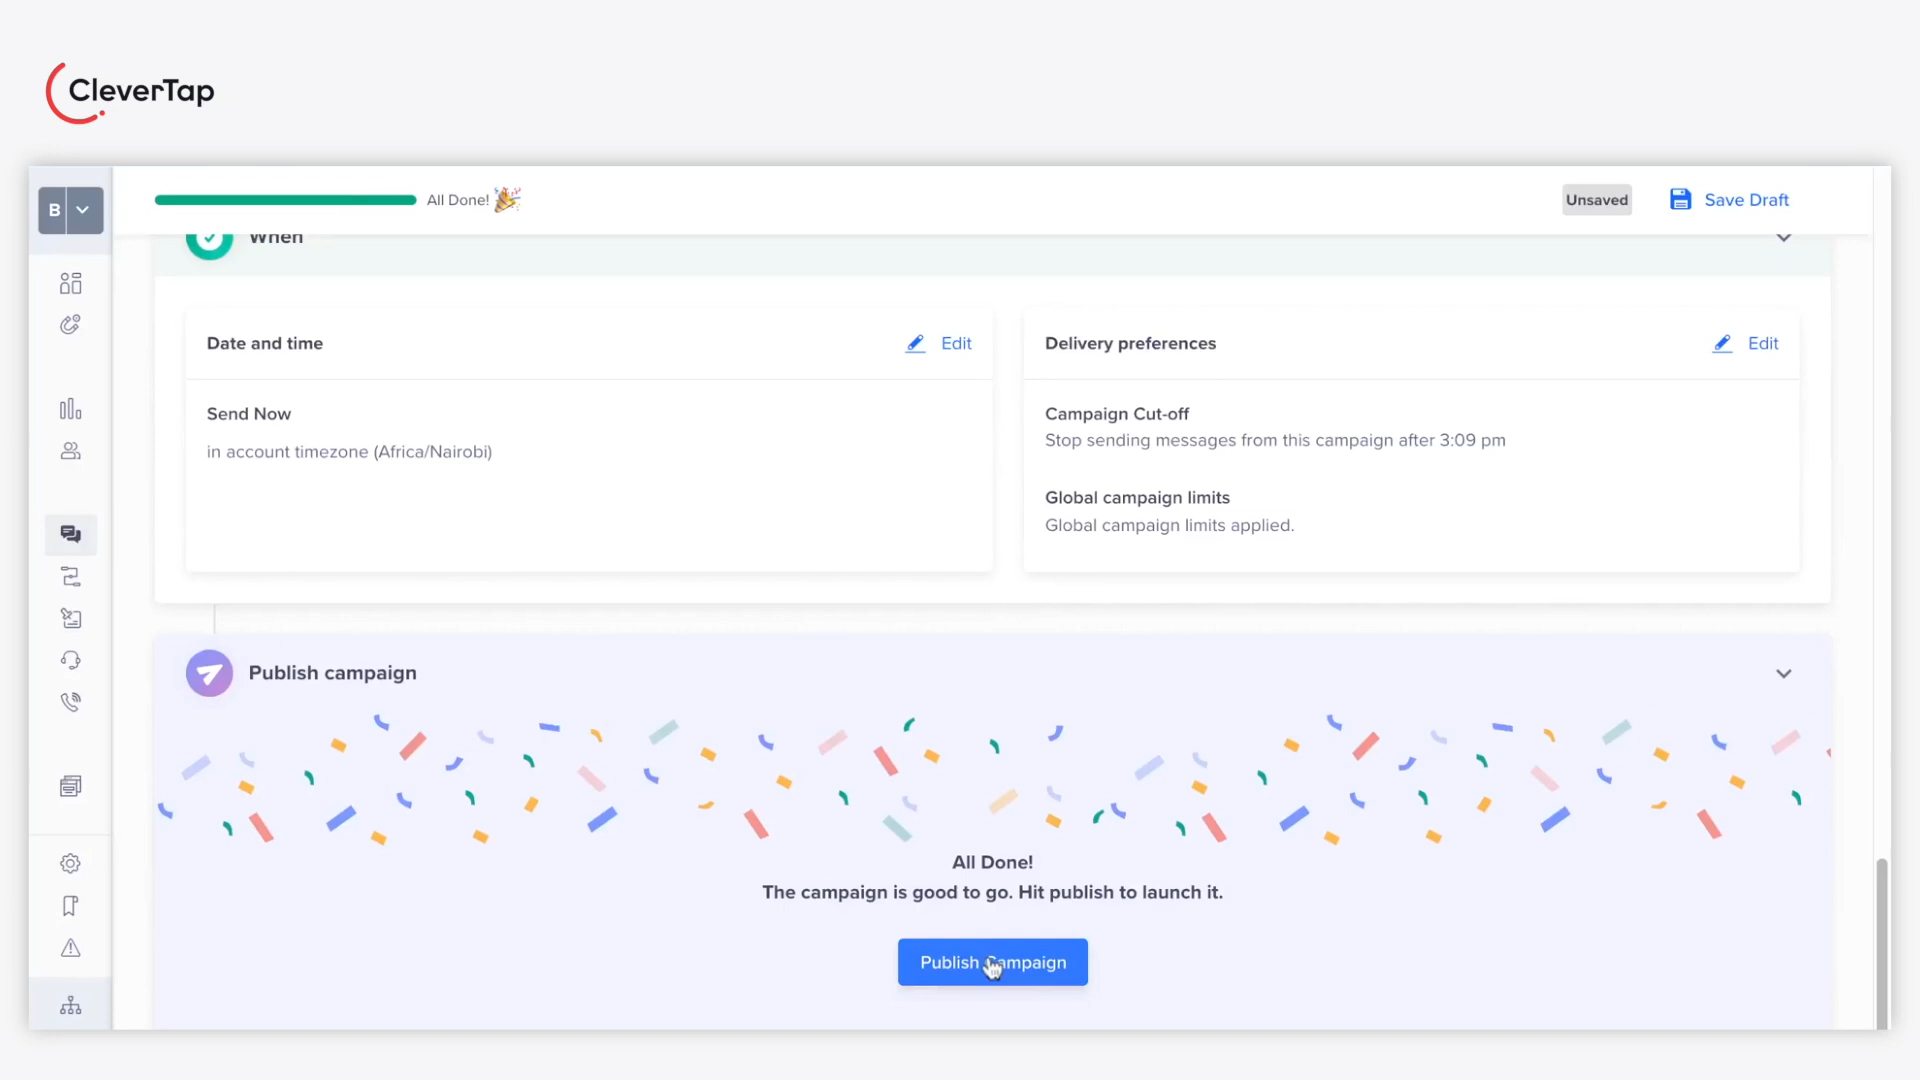 CleverTap
B
All Done!
Unsaved
Save Draft
When
Date and time
Edit
Send Now
in account timezone (Africa/Nairobi)
Delivery preferences
Edit
Campaign Cut-off
Stop sending messages from this campaign after 3:09 pm
Global campaign limits
Global campaign limits applied.
Publish campaign
All Done!
The campaign is good to go. Hit publish to launch it.
Publish Campaign